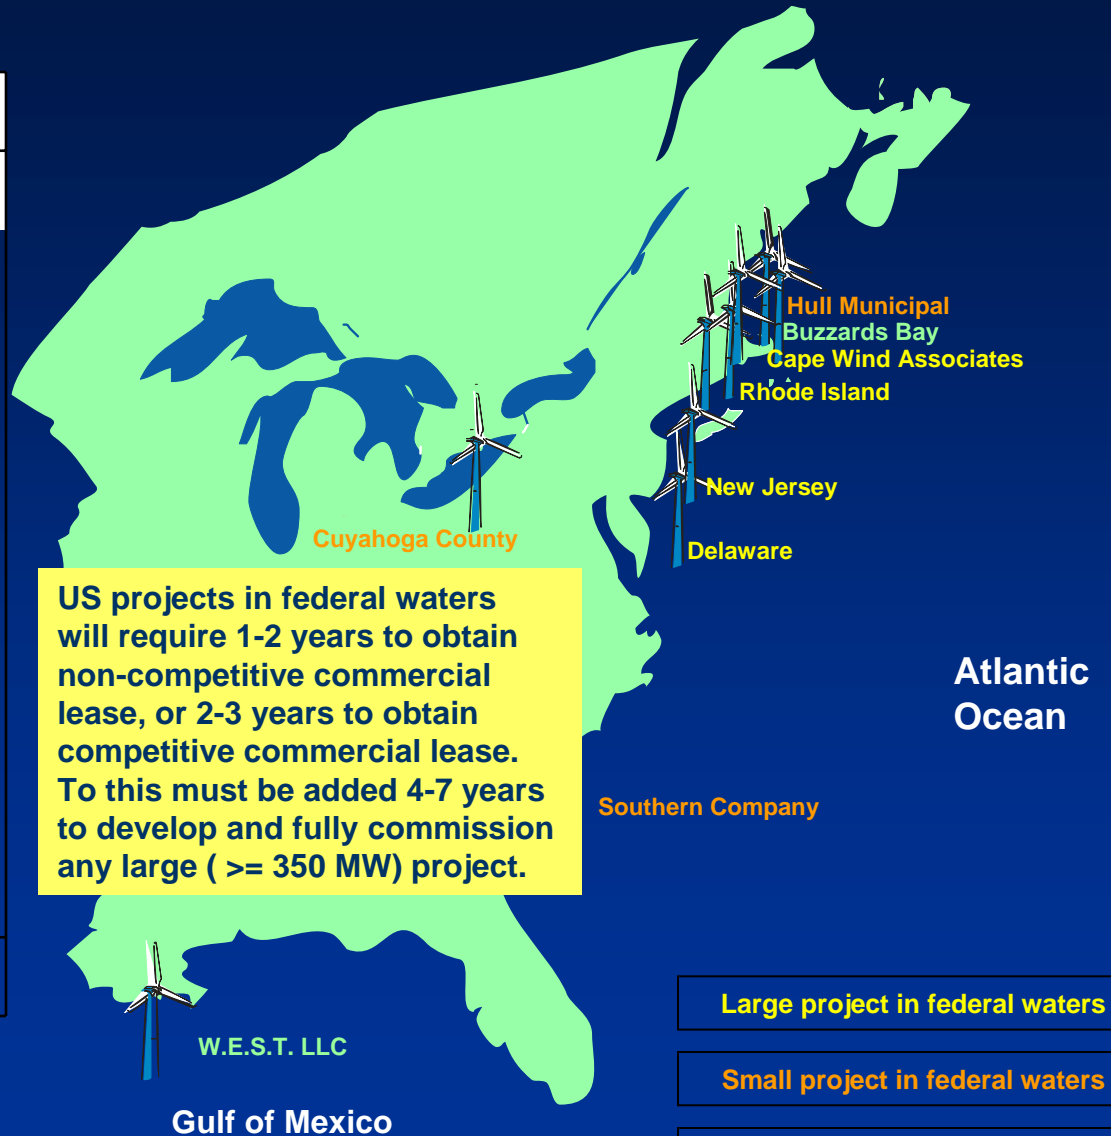 Hull Municipal
Buzzards Bay
Cape Wind Associates
Rhode Island
New Jersey
Cuyahoga County
Delaware
US projects in federal waters
will require 1-2 years to obtain
non-competitive commercial
lease, or 2-3 years to obtain
competitive commercial lease.
To this must be added 4-7 years
to develop and fully commission
any large ( >= 350 MW) project.
Atlantic
Ocean
Southern Company
Large project in federal waters
W.E.S.T. LLC
Small project in federal waters
Gulf of Mexico